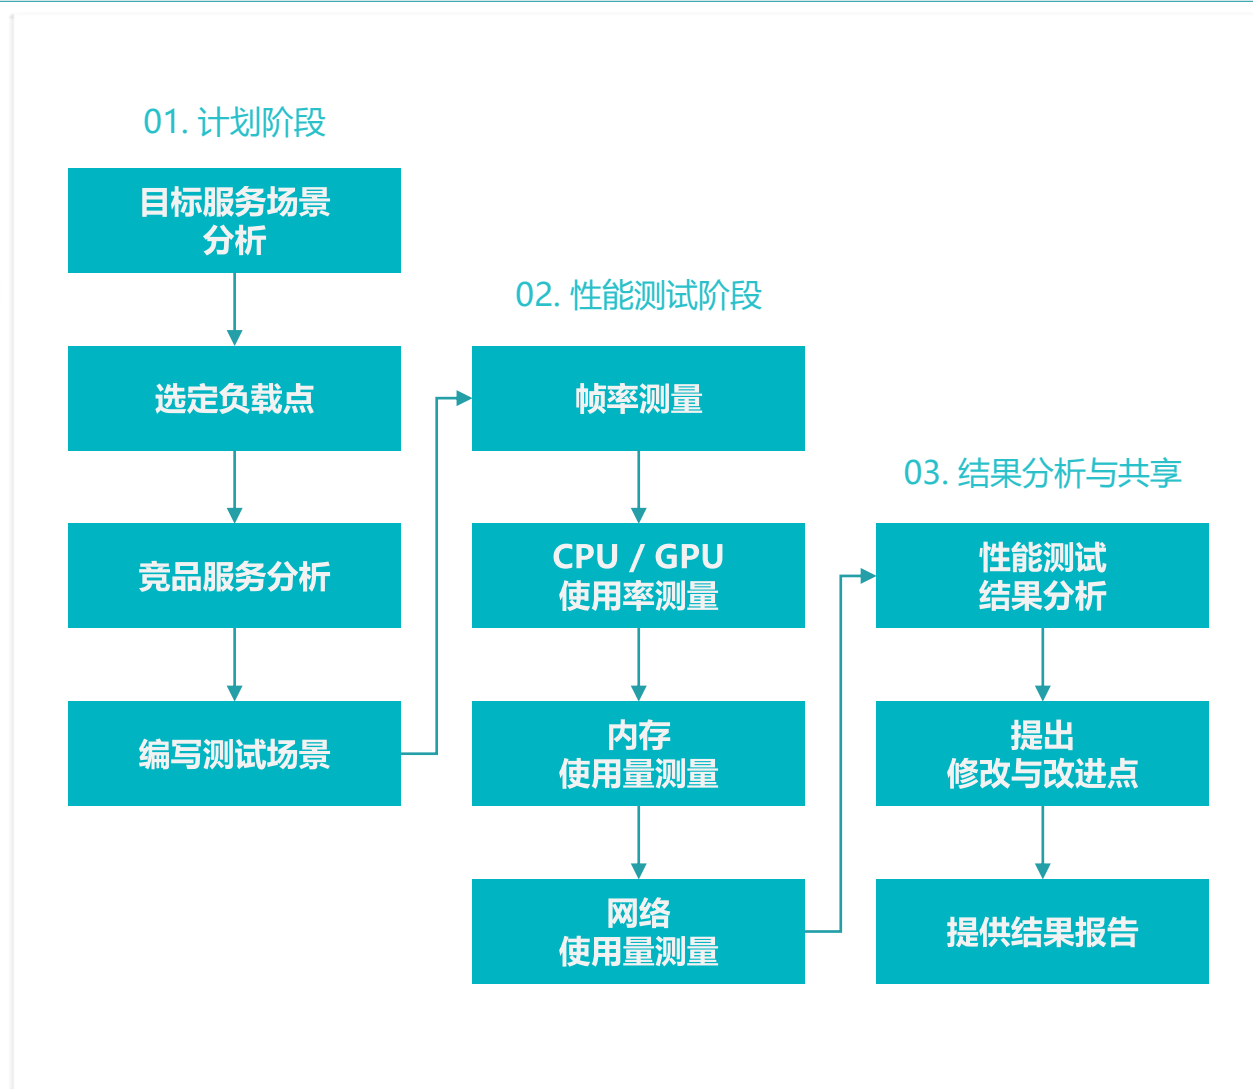 01. 计划阶段
目标服务场景
分析
选定负载点
竞品服务分析
编写测试场景
02. 性能测试阶段
帧率测量
CPU / GPU
使用率测量
内存
使用量测量
网络
使用量测量
03. 结果分析与共享
性能测试
结果分析
提出
修改与改进点
提供结果报告